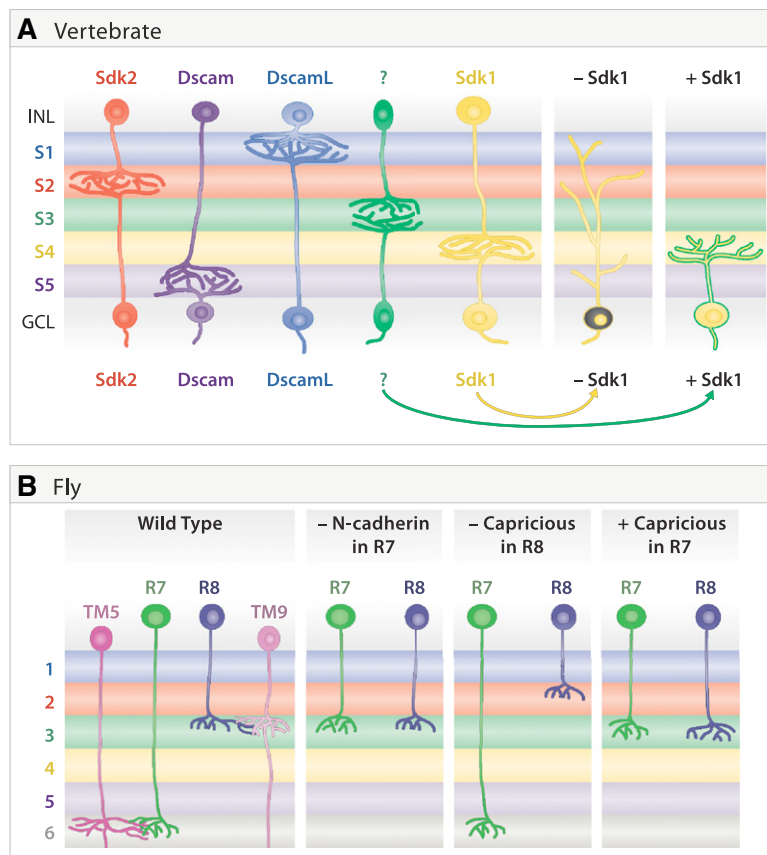 A Vertebrate
Sdk2 Dscam DscamL ? Sdk1 – Sdk1 + Sdk1
INL
S1
S2
S3
S4
S5
GCL
Sdk2 Dscam DscamL ? Sdk1 – Sdk1 + Sdk1
B Fly
Wild Type
– N-cadherin
in R7
– Capricious
in R8
+ Capricious
in R7
TM5 R7 R8 TM9 R7 R8 R7 R8 R7 R8
1
2
3
4
5
6